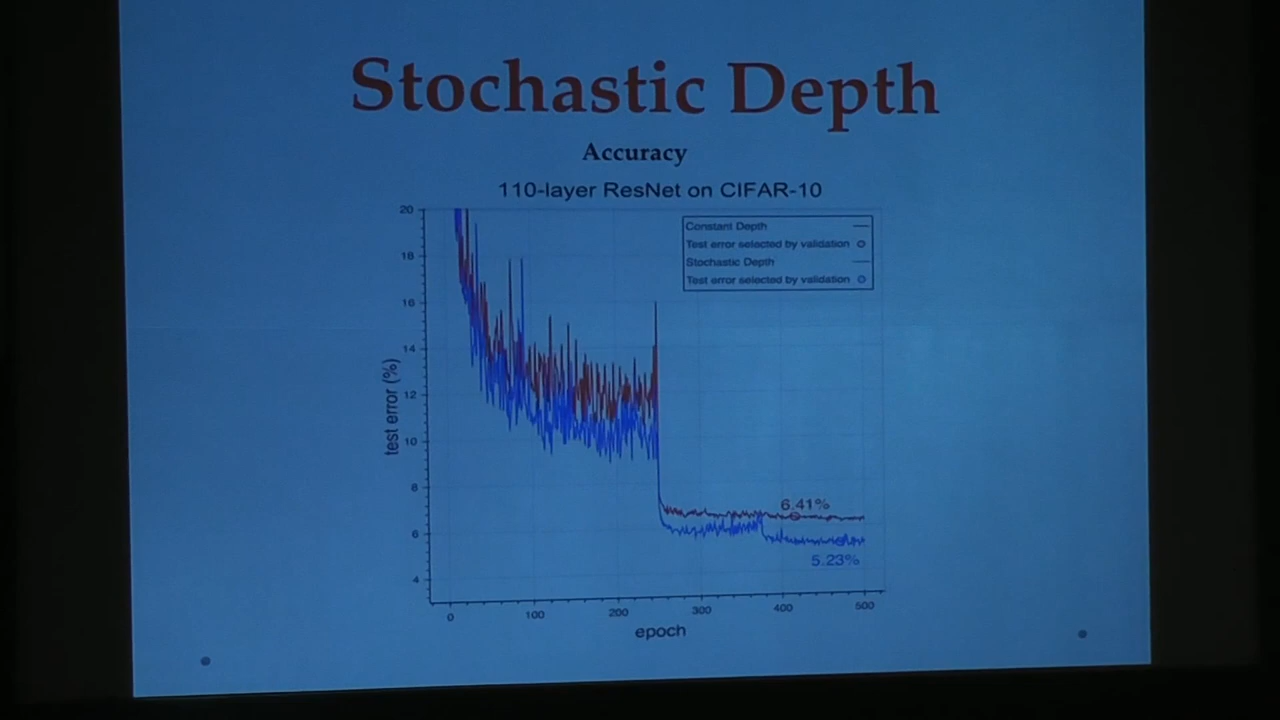 Stochastic Depth
Accuracy
110-layer ResNet on CIFAR-10
20
18
16
14
12
10
8
6
4
test error (%)
Constant Depth
Test error selected by validation
Stochastic Depth
Test error selected by validation
6.41%
5.23%
0 100 200 300 400 500
epoch